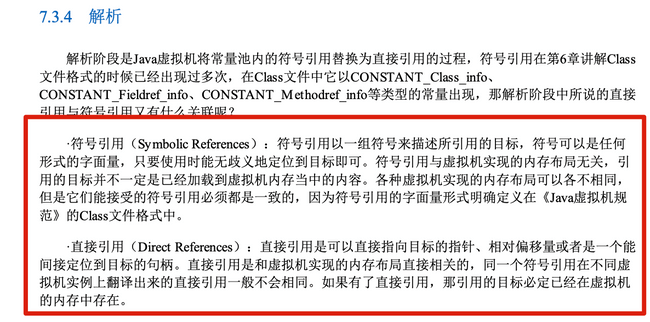 7.3.4 解析
解析阶段是Java虚拟机将常量池内的符号引用替换为直接引用的过程，符号引用在第6章讲解Class
文件格式的时候已经出现过多次，在Class文件中它以CONSTANT_Class_info、
CONSTANT_Fieldref_info、CONSTANT_Methodref_info等类型的常量出现，那解析阶段中所说的直接
引用与符号引用又有什么关联呢？
·符号引用（Symbolic References）：符号引用以一组符号来描述所引用的目标，符号可以是任何
形式的字面量，只要使用时能无歧义地定位到目标即可。符号引用与虚拟机实现的内存布局无关，引
用的目标并不一定是已经加载到虚拟机内存当中的内容。各种虚拟机实现的内存布局可以各不相同，
但是它们能接受的符号引用必须都是一致的，因为符号引用的字面量形式明确定义在《Java虚拟机规
范》的Class文件格式中。
·直接引用（Direct References）：直接引用是可以直接指向目标的指针、相对偏移量或者是一个能
间接定位到目标的句柄。直接引用是和虚拟机实现的内存布局直接相关的，同一个符号引用在不同虚
拟机实例上翻译出来的直接引用一般不会相同。如果有了直接引用，那引用的目标必定已经在虚拟机
的内存中存在。